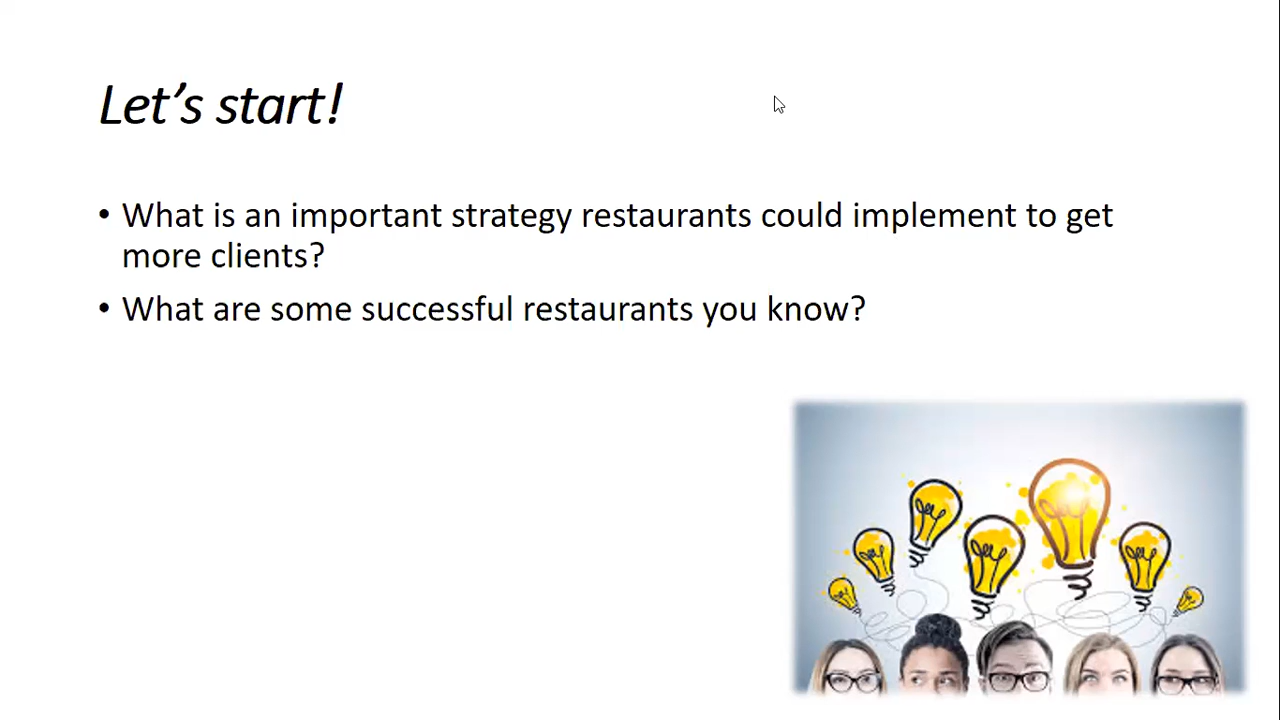 Let’s start!
• What is an important strategy restaurants could implement to get
more clients?
• What are some successful restaurants you know?